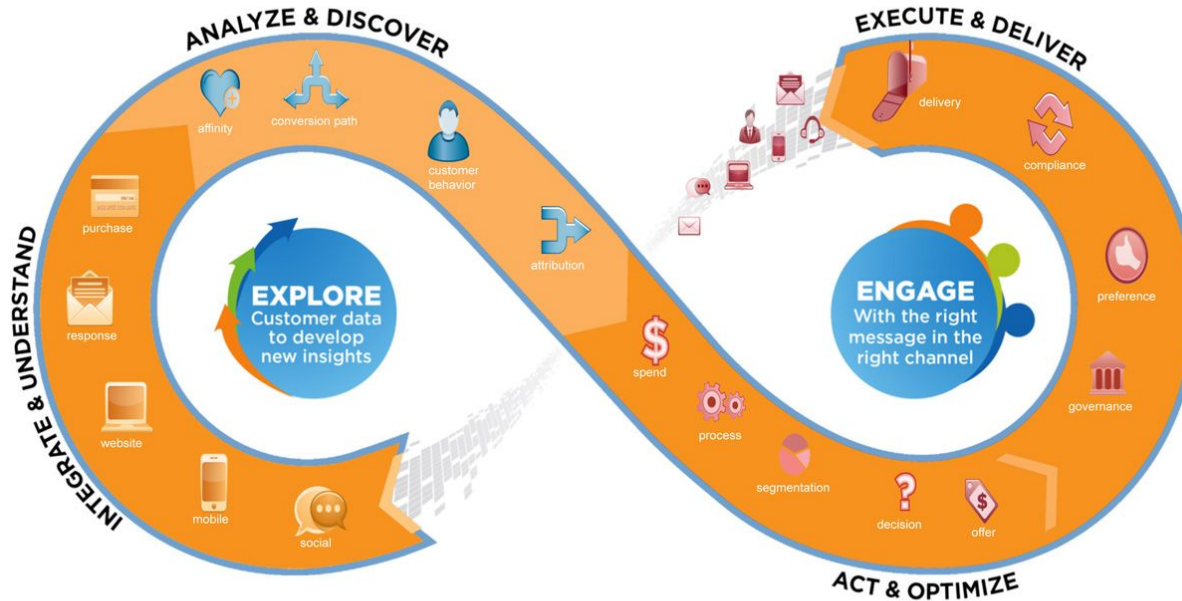 ANALYZE & DISCOVER
EXECUTE & DELIVER
INTEGRATE & UNDERSTAND
ACT & OPTIMIZE
affinity
conversion path
customer
behavior
attribution
purchase
response
website
mobile
social
EXPLORE
Customer data
to develop
new insights
spend
process
segmentation
decision
offer
delivery
compliance
preference
governance
ENGAGE
With the right
message in the
right channel